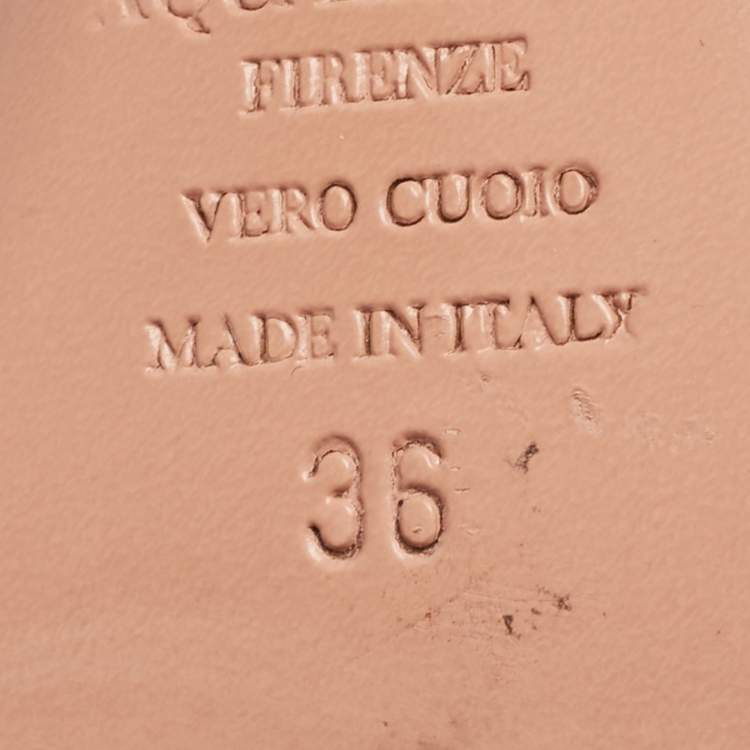 FIRENZE
VERO CUOIO
MADE IN ITALY
36